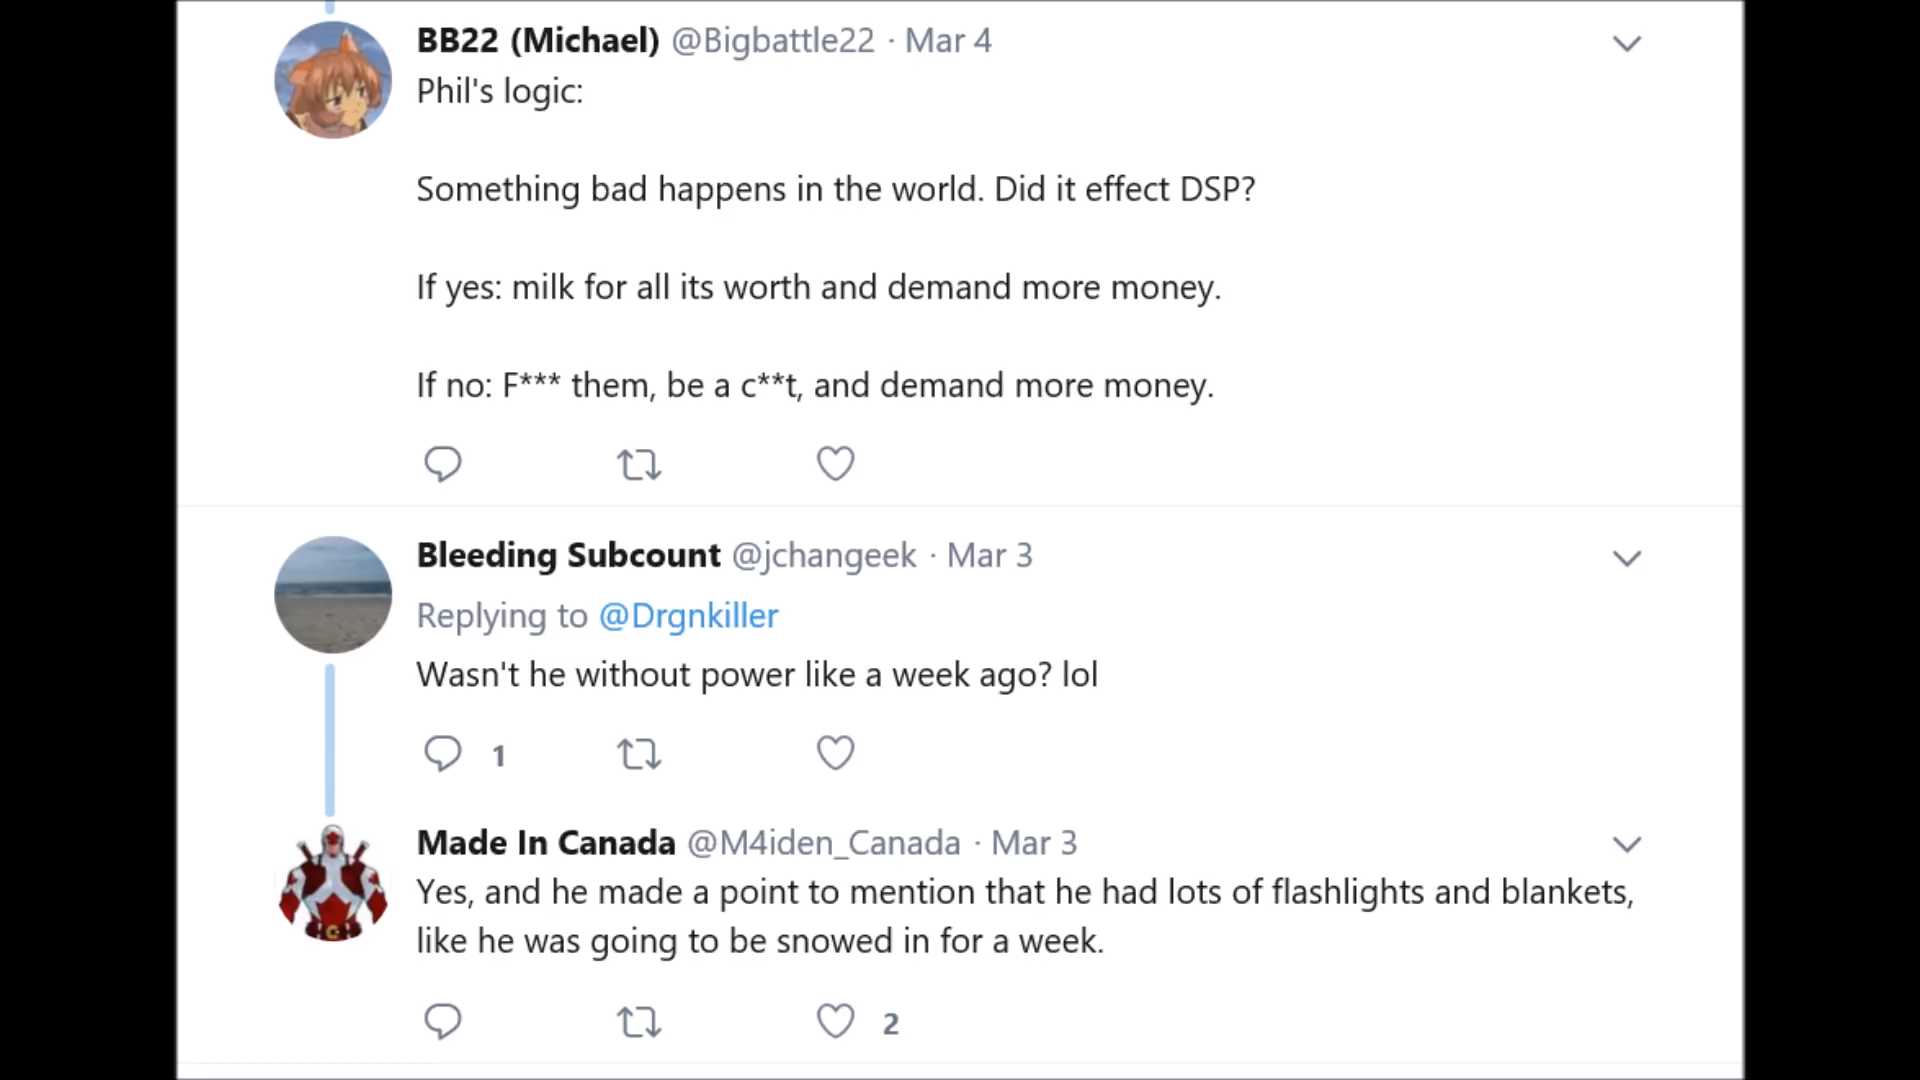 BB22 (Michael) @Bigbattle22 · Mar 4
Phil's logic:
Something bad happens in the world. Did it effect DSP?
If yes: milk for all its worth and demand more money.
If no: F*** them, be a c**t, and demand more money.
Bleeding Subcount @jchangeek · Mar 3
Replying to @Drgnkiller
Wasn't he without power like a week ago? lol
1
Made In Canada @M4iden_Canada · Mar 3
Yes, and he made a point to mention that he had lots of flashlights and blankets,
like he was going to be snowed in for a week.
2